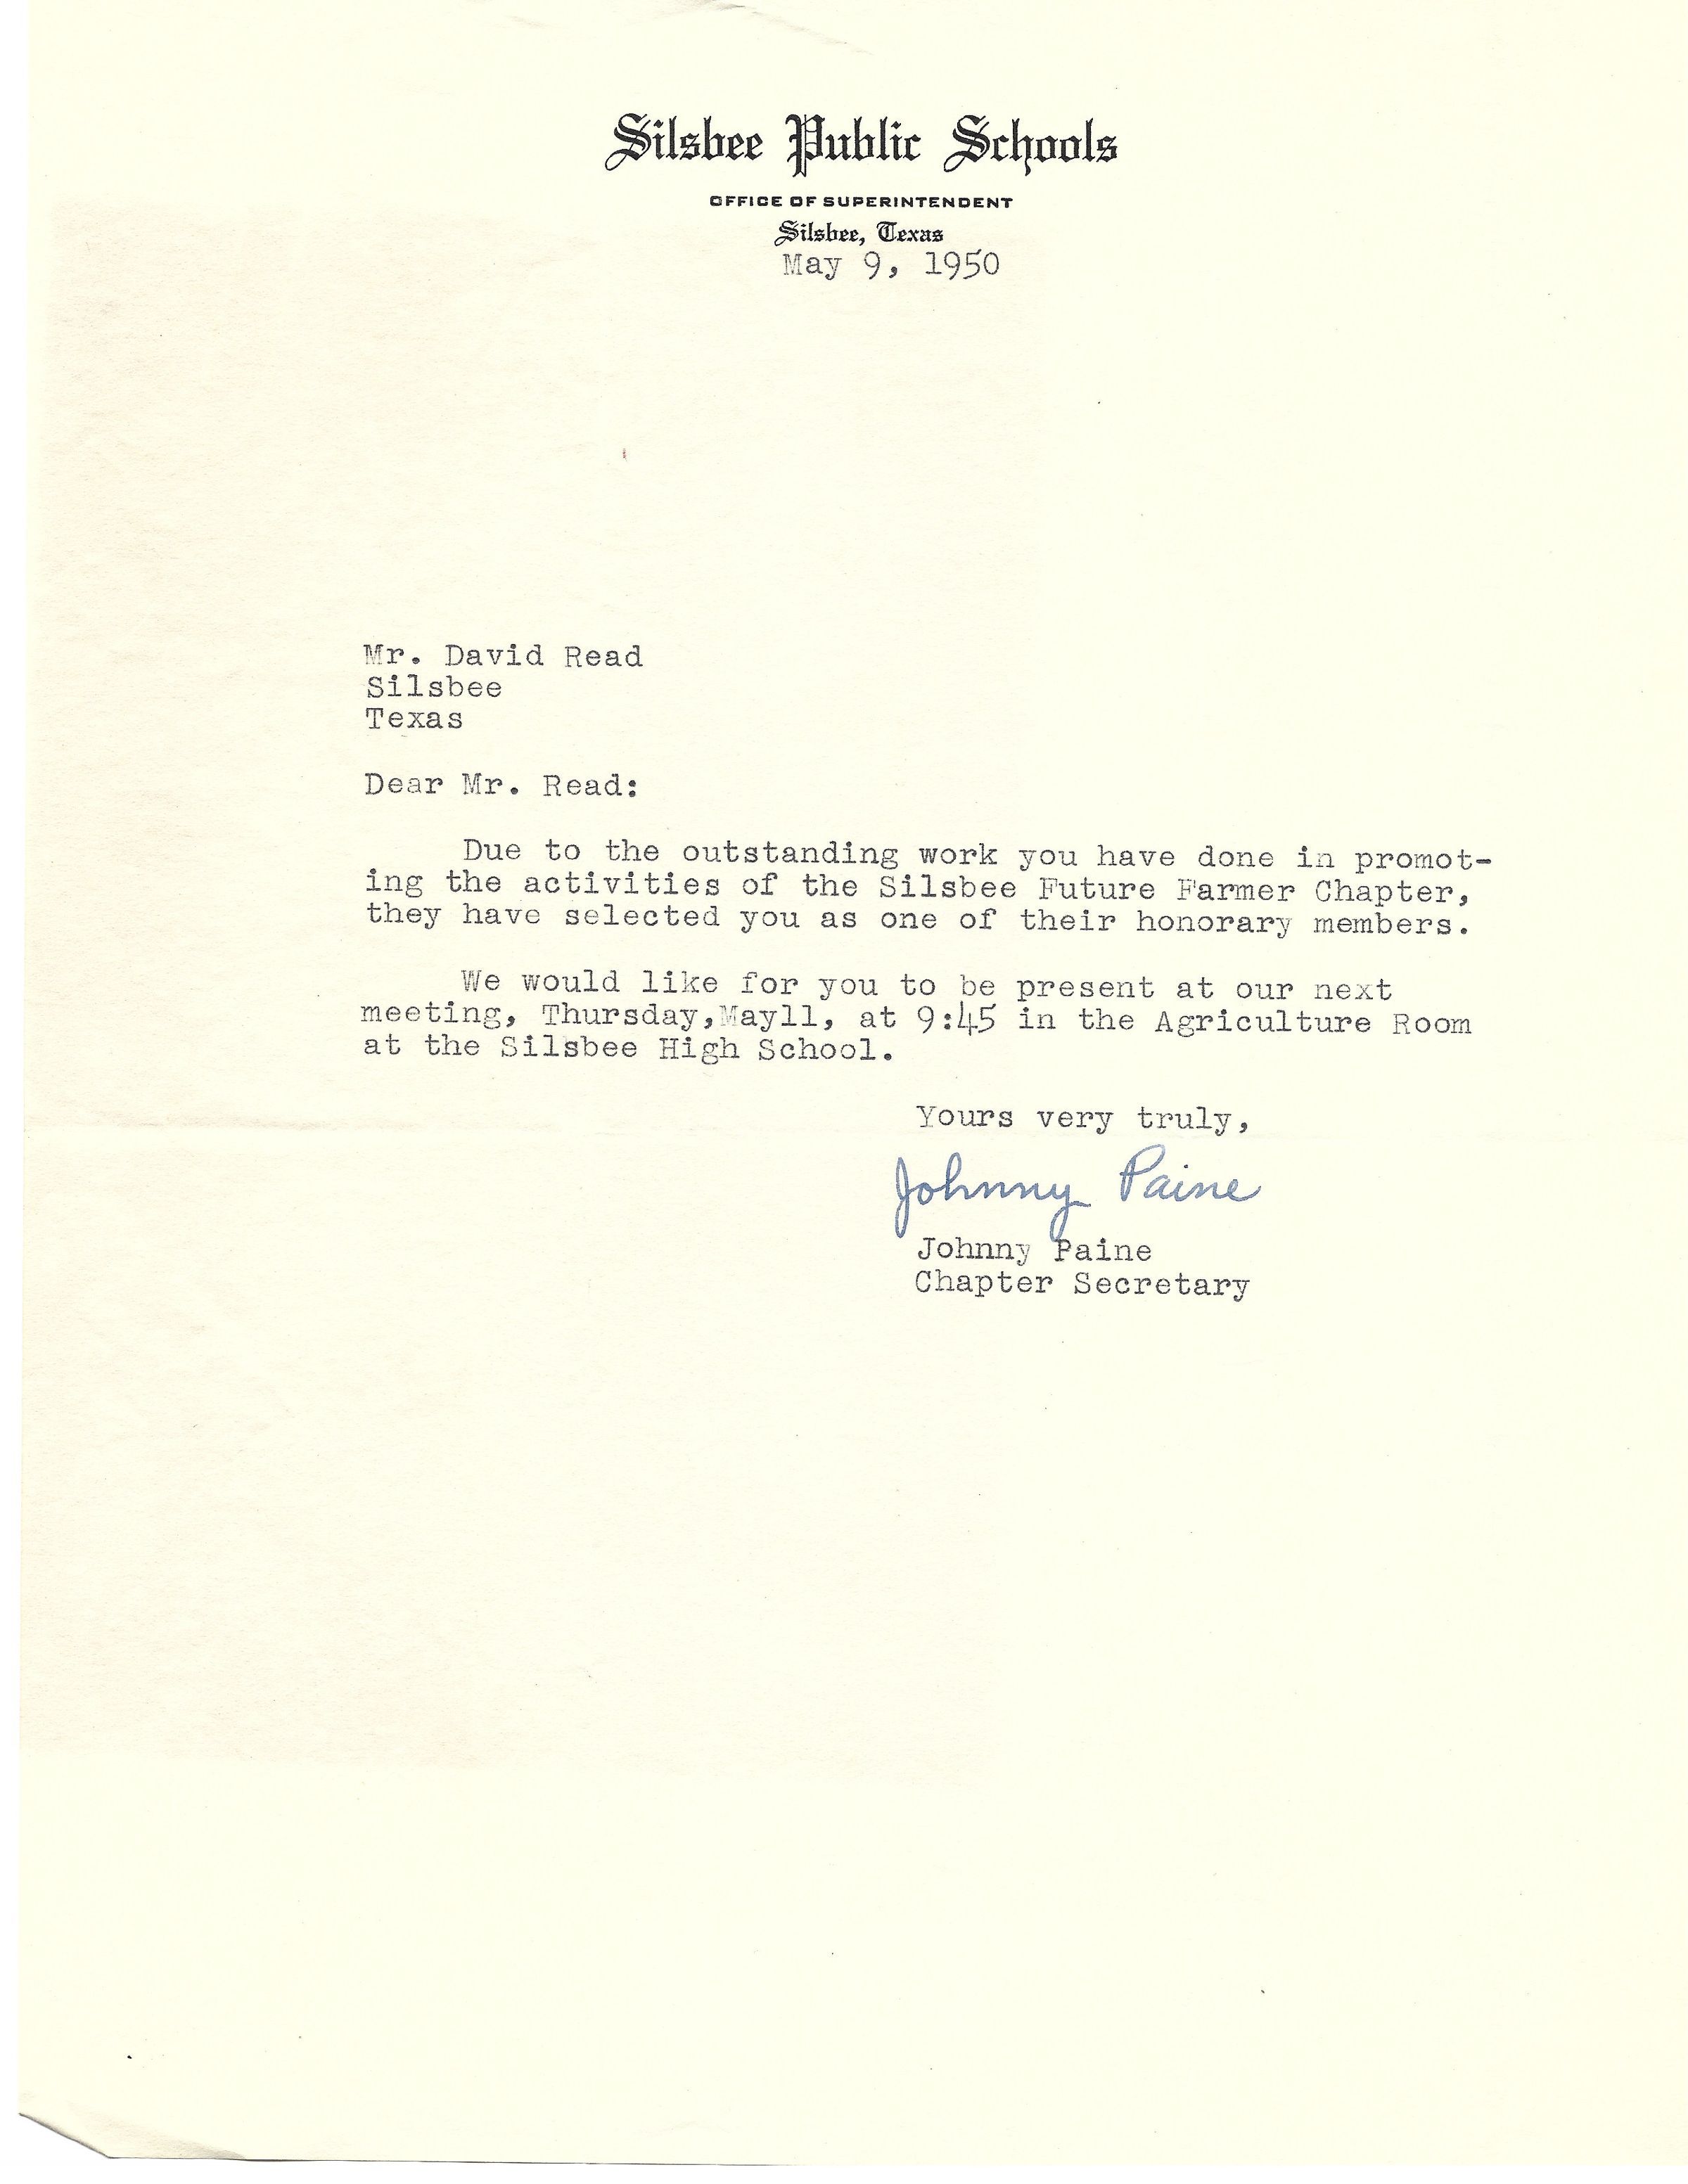 Silsbee Public Schools
OFFICE OF SUPERINTENDENT
Silsbee, Texas
May 9, 1950
Mr. David Read
Silsbee
Texas
Dear Mr. Read:
Due to the outstanding work you have done in promot-
ing the activities of the Silsbee Future Farmer Chapter,
they have selected you as one of their honorary members.
We would like for you to be present at our next
meeting, Thursday,May11, at 9:45 in the Agriculture Room
at the Silsbee High School.
Yours very truly,
Johnny Paine
Johnny Paine
Chapter Secretary